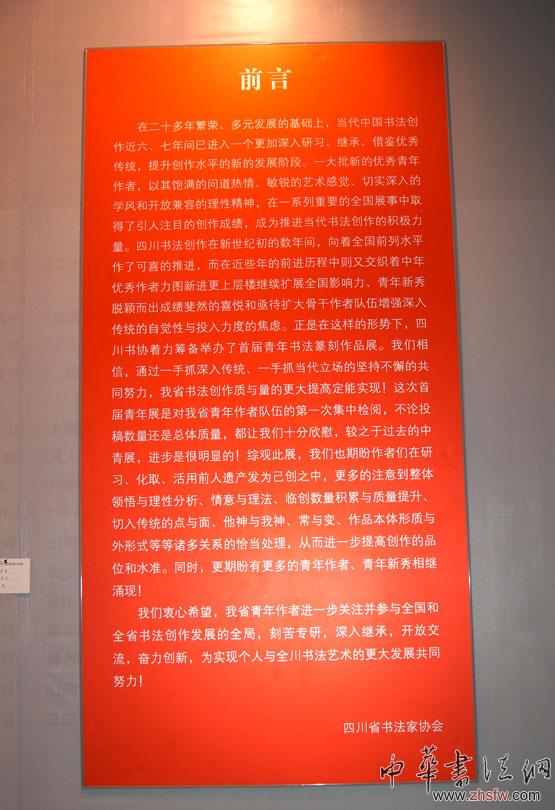 前言
在二十多年繁荣、多元发展的基础上，当代中国书法创
作近六、七年间已进入一个更加深入研习、继承、借鉴优秀
传统，提升创作水平的新的发展阶段。一大批新的优秀青年
作者，以其饱满的问道热情、敏锐的艺术感觉、切实深入的
学风和开放兼容的理性精神，在一系列重要的全国展事中取
得了引人注目的创作成绩，成为推进当代书法创作的积极力
量。四川书法创作在新世纪初的数年间，向着全国前列水平
作了可喜的推进，而在近些年的前进历程中则又交织着中年
优秀作者力图新进更上层楼继续扩展全国影响力、青年新秀
脱颖而出成绩斐然的喜悦和亟待扩大骨干作者队伍增强深入
传统的自觉性与投入力度的焦虑。正是在这样的形势下，四
川书协着力筹备举办了首届青年书法篆刻作品展。我们相
信，通过一手抓深入传统、一手抓当代立场的坚持不懈的共
同努力，我省书法创作质与量的更大提高定能实现！这次首
届青年展是对我省青年作者队伍的第一次集中检阅，不论投
稿数量还是总体质量，都让我们十分欣慰，较之于过去的中
青展，进步是很明显的！综观此展，我们也期盼作者们在研
习、化取、活用前人遗产发为己创之中，更多的注意到整体
领悟与理性分析、情意与理法、临创数量积累与质量提升、
切入传统的点与面、他神与我神、常与变、作品本体形质与
外形式等等诸多关系的恰当处理，从而进一步提高创作的品
位和水准。同时，更期盼有更多的青年作者、青年新秀相继
涌现！
我们衷心希望，我省青年作者进一步关注并参与全国和
全省书法创作发展的全局，刻苦专研，深入继承，开放交
流，奋力创新，为实现个人与全川书法艺术的更大发展共同
努力！
四川省书法家协会
中華书法网
www.zhsfw.com